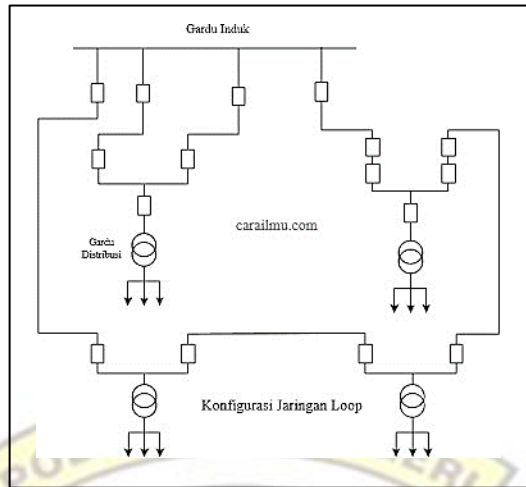 Gardu Induk
carailmu.com
Gardu
Distribusi
Konfigurasi Jaringan Loop